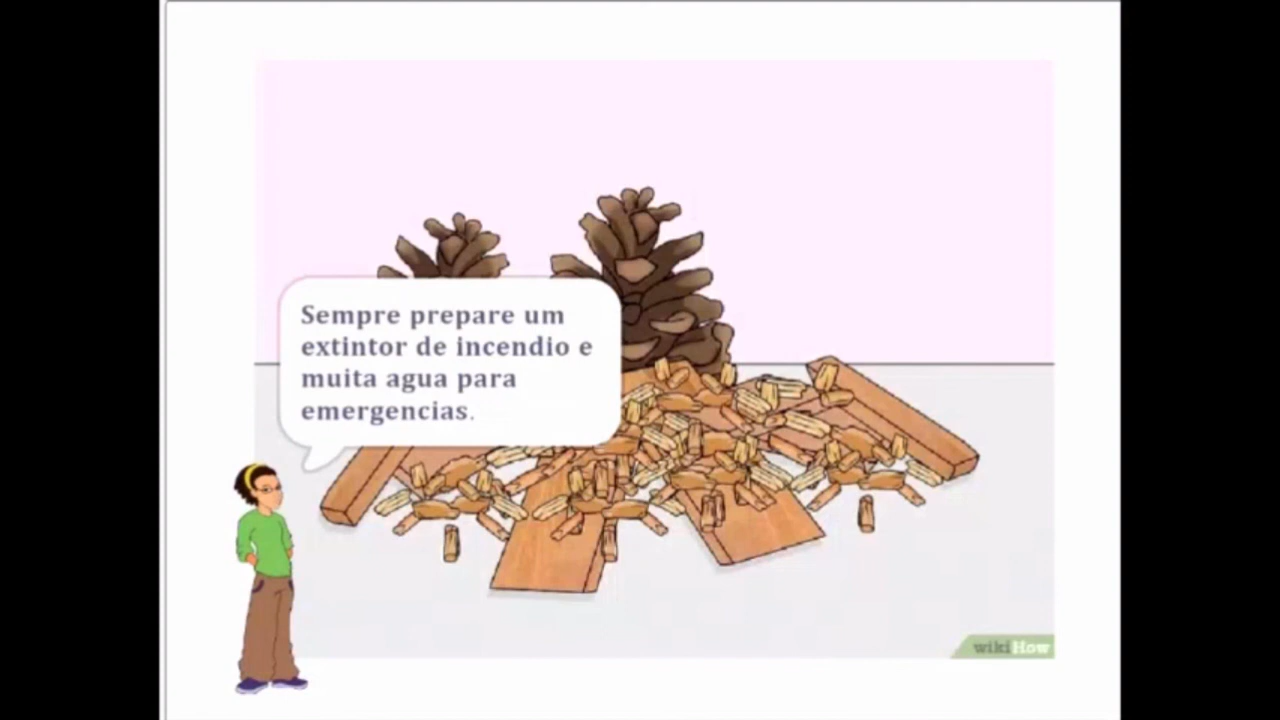 Sempre prepare um
extintor de incendio e
muita agua para
emergencias.
wikiHow